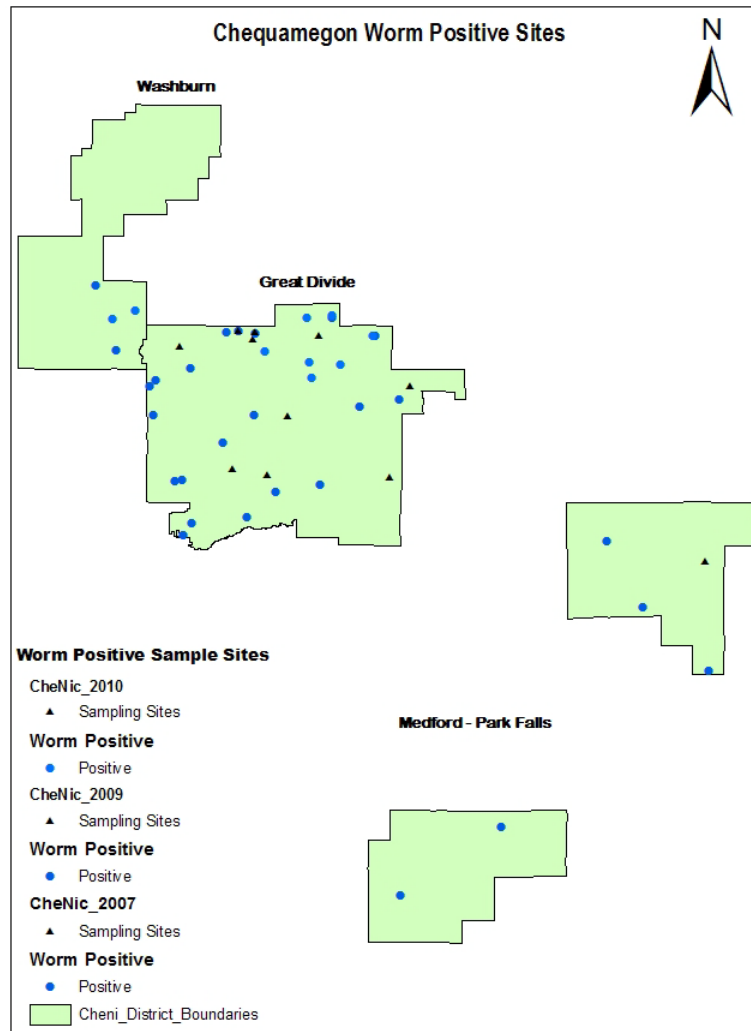 Chequamegon Worm Positive Sites
N
Washburn
Great Divide
Worm Positive Sample Sites
CheNic_2010
Sampling Sites
Worm Positive
Positive
CheNic_2009
Sampling Sites
Worm Positive
Positive
CheNic_2007
Sampling Sites
Worm Positive
Positive
Cheni_District_Boundaries
Medford - Park Falls